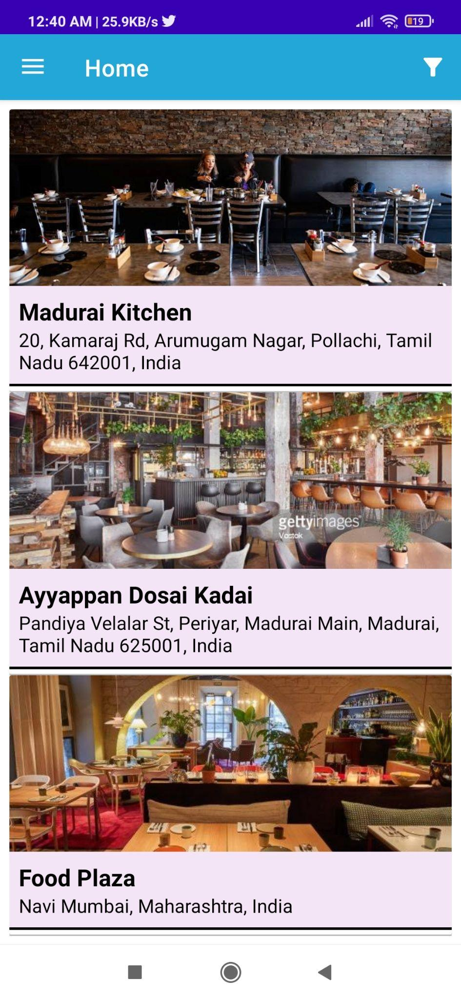 12:40 AM | 25.9KB/s
19
Home
Madurai Kitchen
20, Kamaraj Rd, Arumugam Nagar, Pollachi, Tamil
Nadu 642001, India
gettyimages
Vostok
Ayyappan Dosai Kadai
Pandiya Velalar St, Periyar, Madurai Main, Madurai,
Tamil Nadu 625001, India
Food Plaza
Navi Mumbai, Maharashtra, India